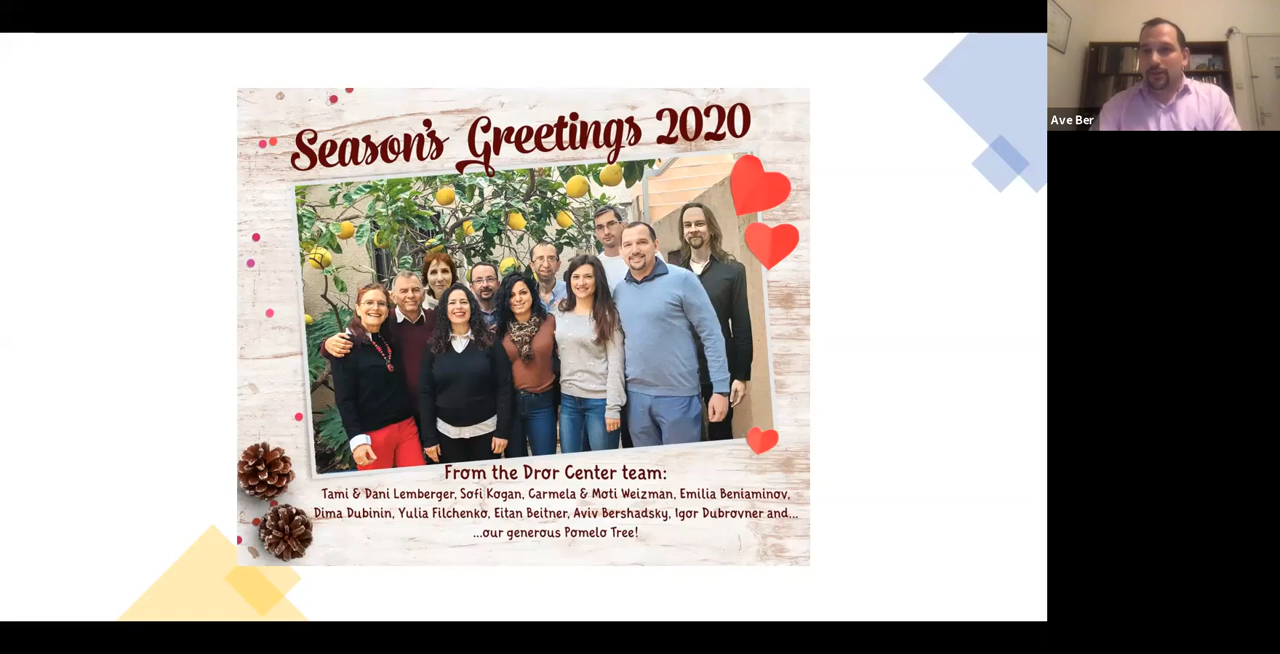 Season's Greetings 2020
From the Dror Center team:
Tami & Dani Lemberger, Sofi Kogan, Carmela & Moti Weizman, Emilia Beniaminov,
Dima Dubinin, Yulia Filchenko, Eitan Beitner, Aviv Bershadsky, Igor Dubrovner and...
...our generous Pomelo Tree!
Ave Ber